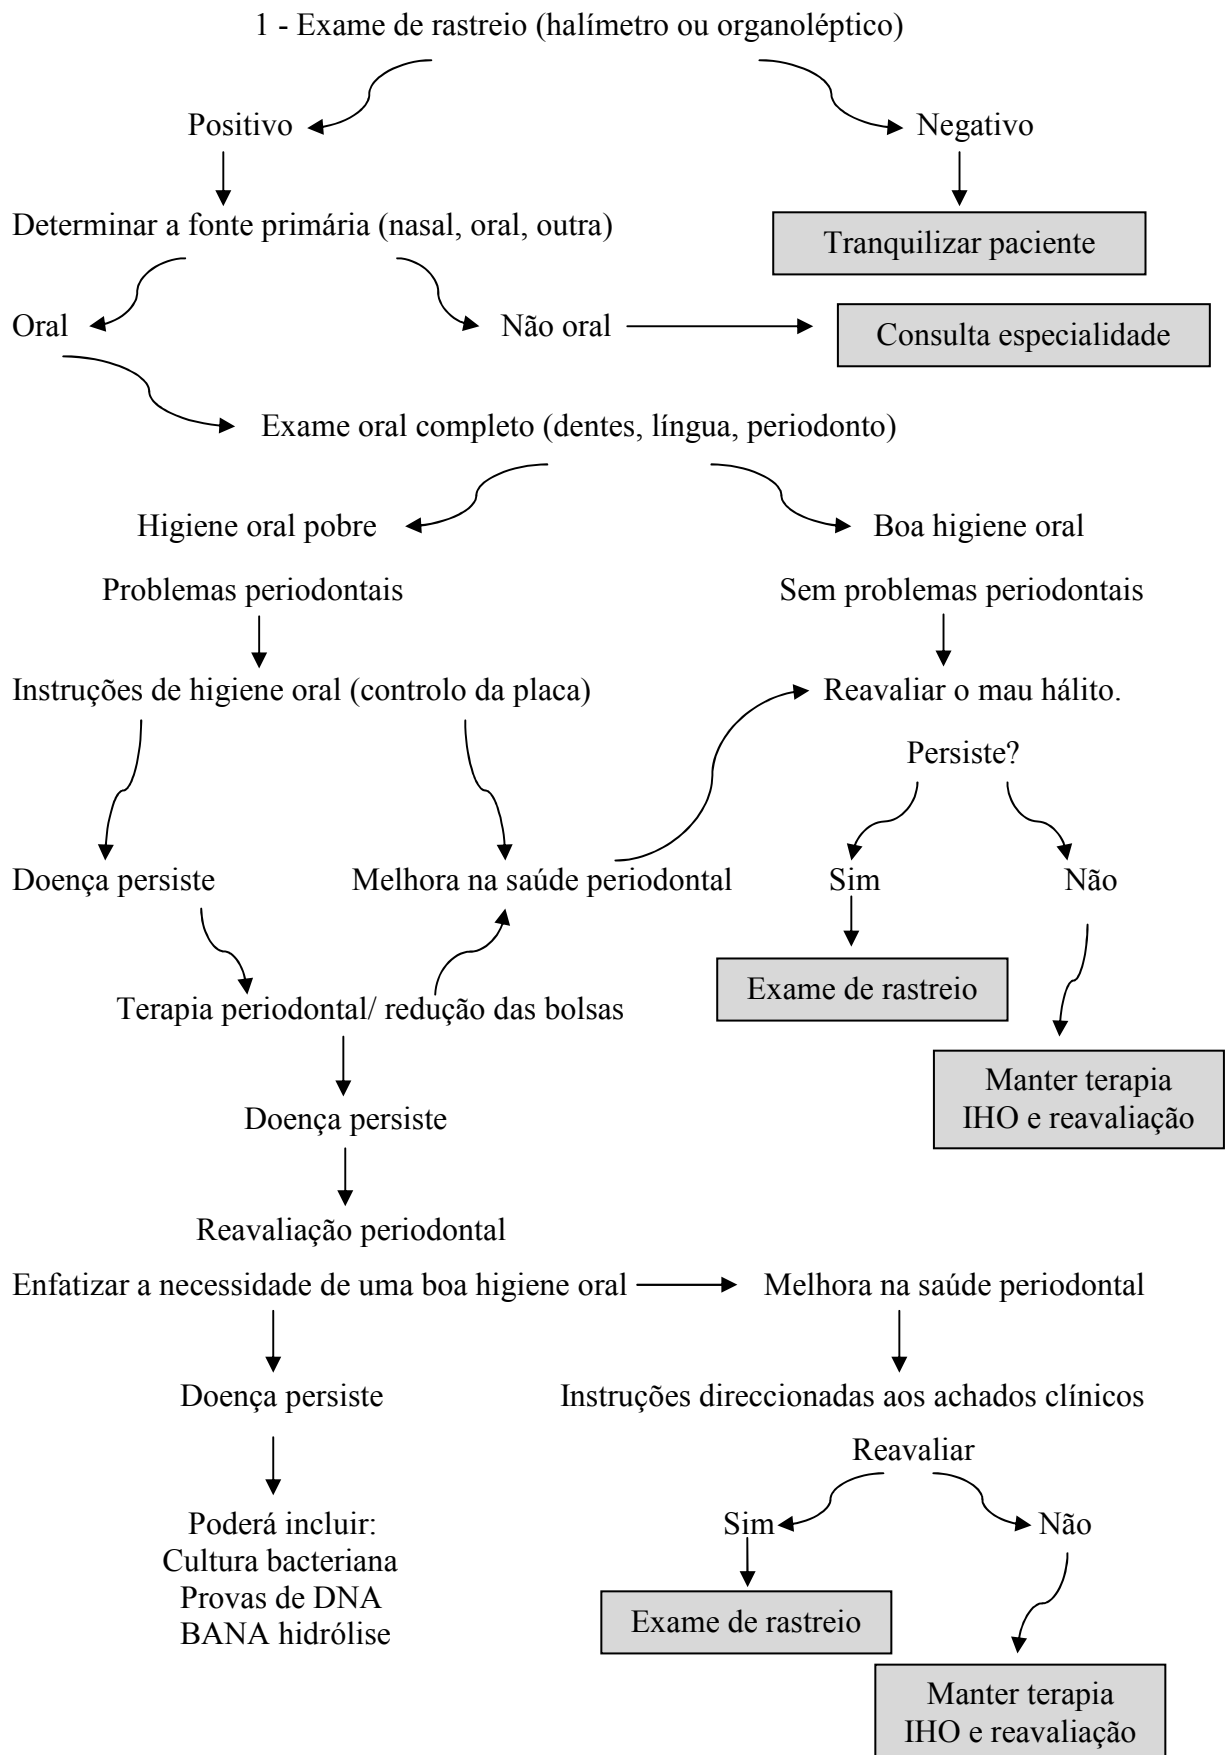 1 - Exame de rastreio (halímetro ou organoléptico)
Positivo
Negativo
Determinar a fonte primária (nasal, oral, outra)
Tranquilizar paciente
Oral
Não oral
Consulta especialidade
Exame oral completo (dentes, língua, periodonto)
Higiene oral pobre
Boa higiene oral
Problemas periodontais
Sem problemas periodontais
Instruções de higiene oral (controlo da placa)
Reavaliar o mau hálito.
Persiste?
Doença persiste
Melhora na saúde periodontal
Sim
Não
Exame de rastreio
Terapia periodontal/ redução das bolsas
Manter terapia
IHO e reavaliação
Doença persiste
Reavaliação periodontal
Enfatizar a necessidade de uma boa higiene oral
Melhora na saúde periodontal
Doença persiste
Instruções direccionadas aos achados clínicos
Reavaliar
Poderá incluir:
Cultura bacteriana
Provas de DNA
BANA hidrólise
Sim
Não
Exame de rastreio
Manter terapia
IHO e reavaliação